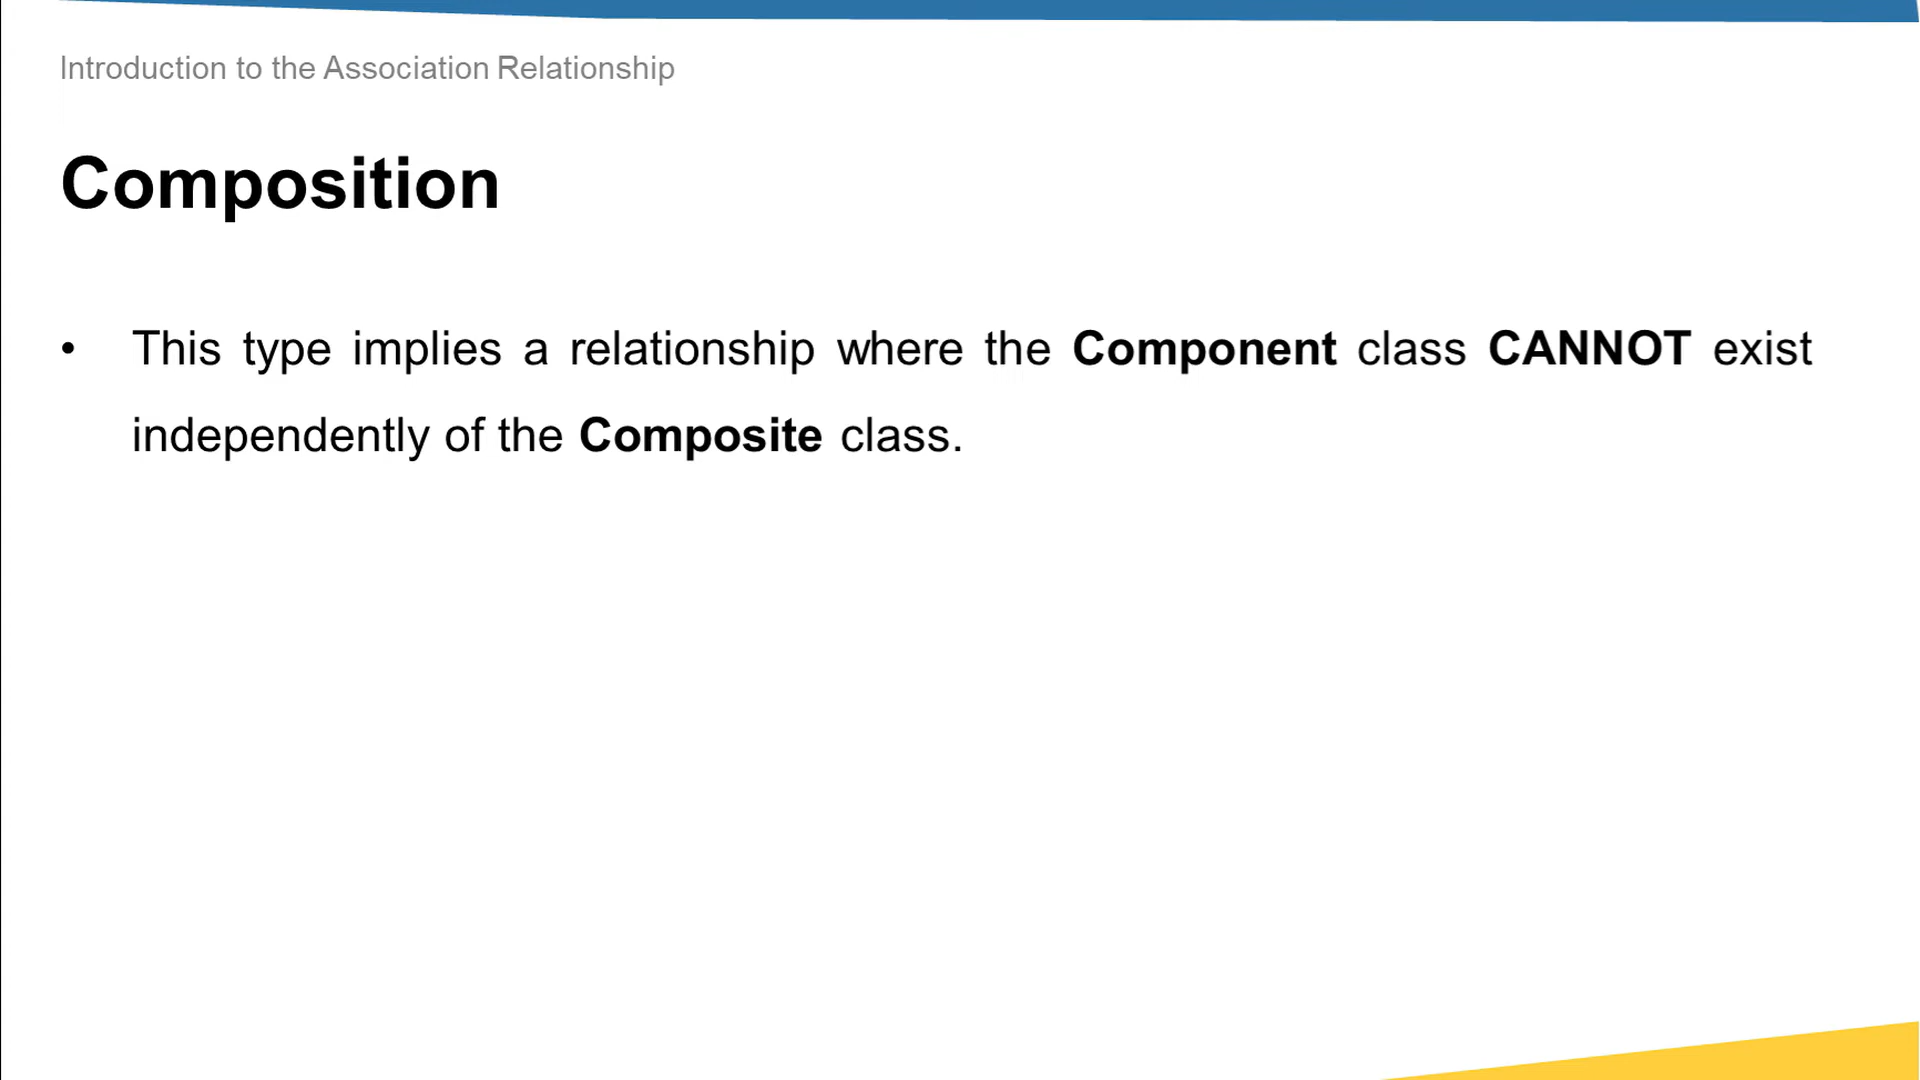 Introduction to the Association Relationship
Composition
• This type implies a relationship where the Component class CANNOT exist
independently of the Composite class.